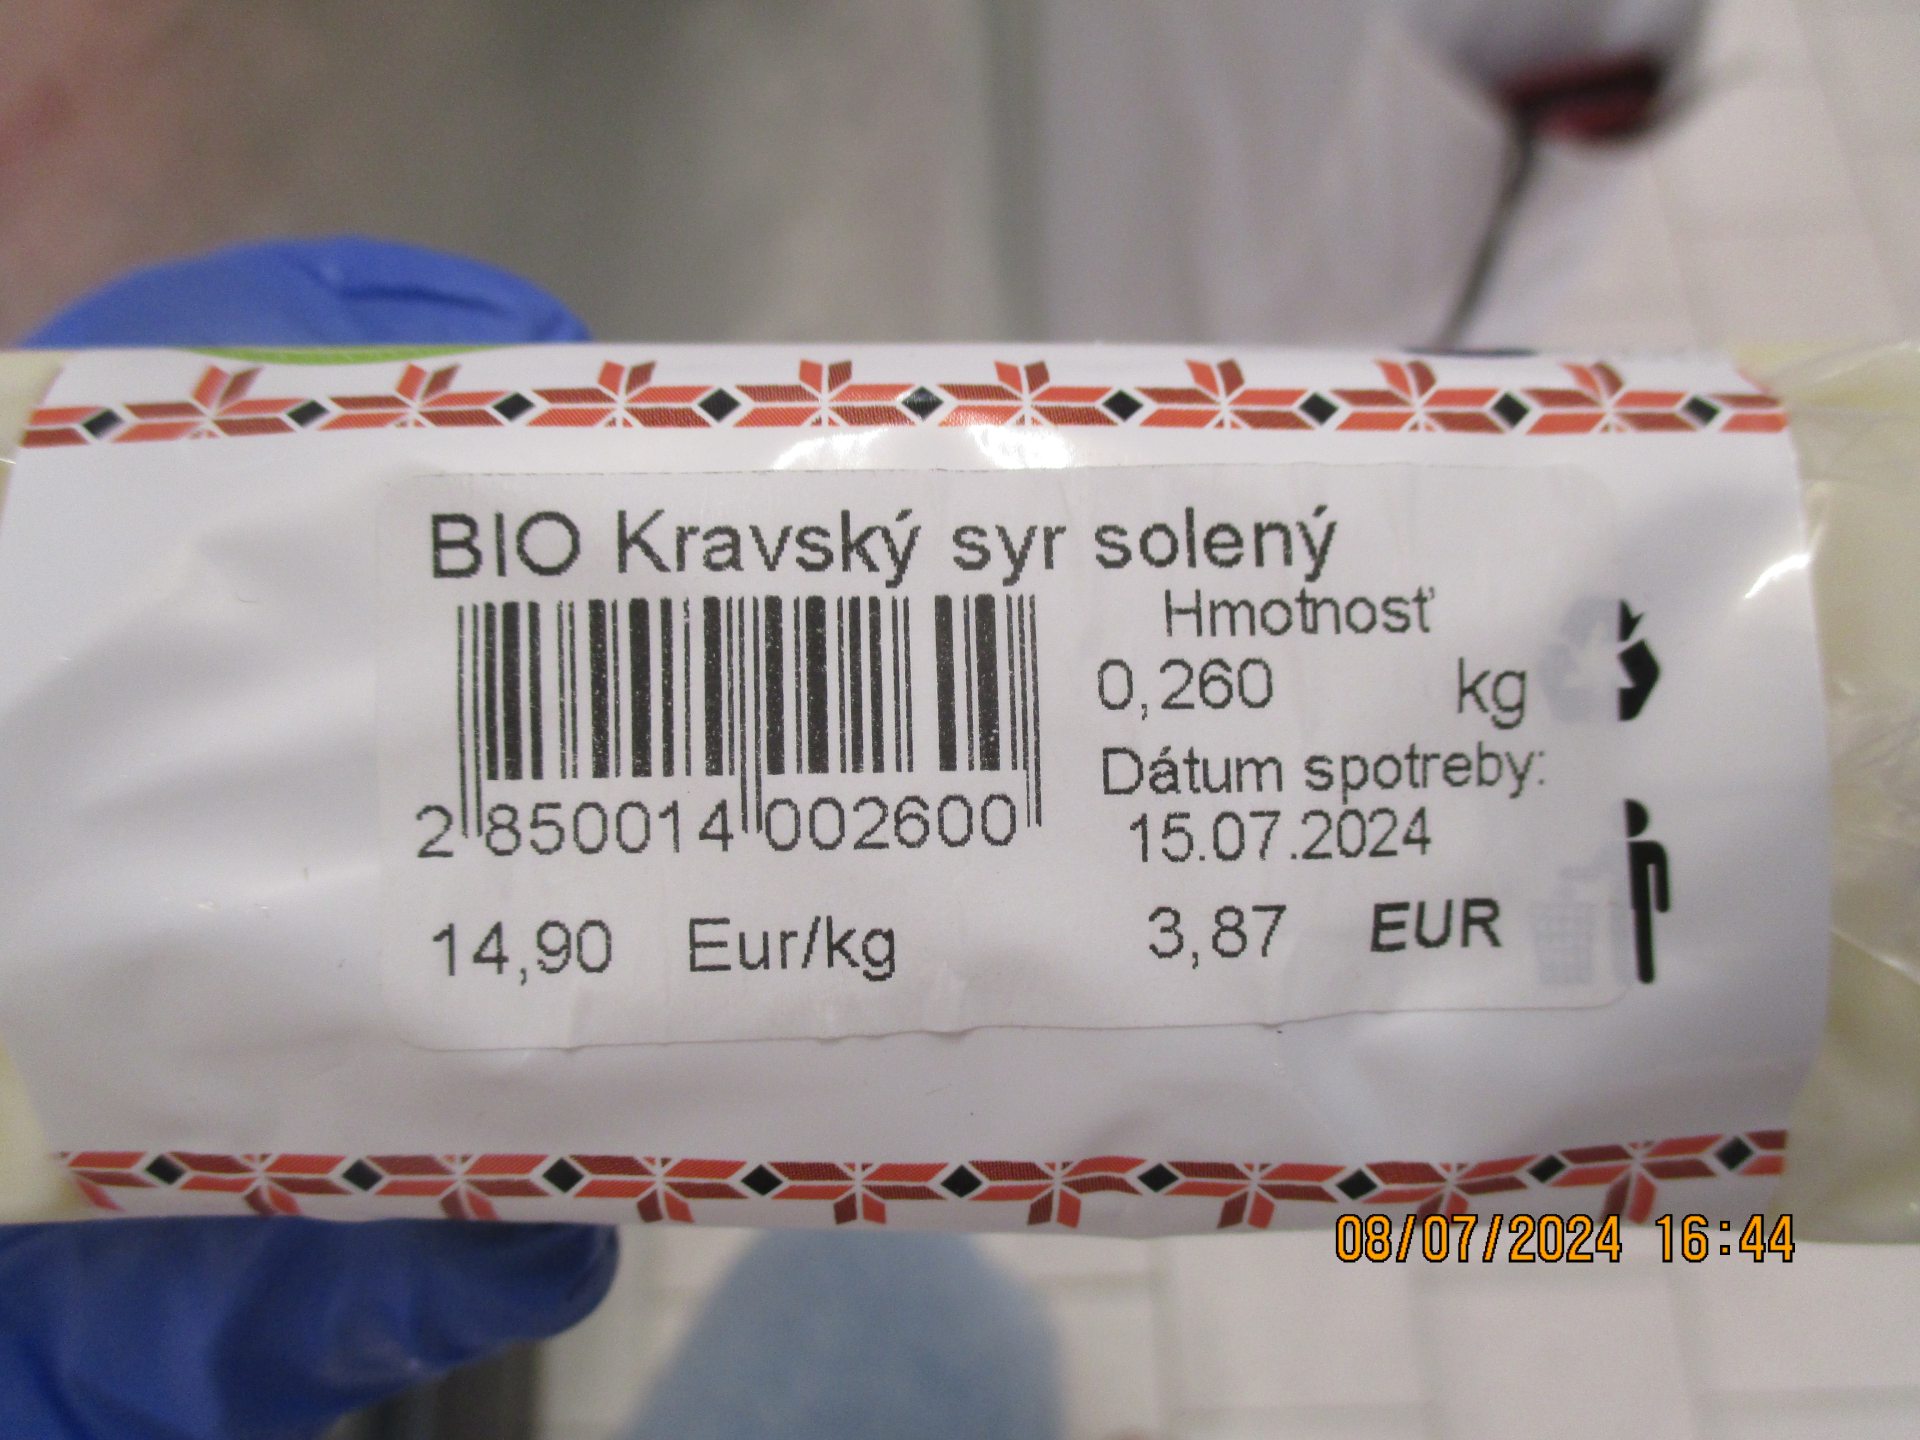 BIO Kravský syr solený
Hmotnosť
0,260 kg
Dátum spotreby:
2 850014 002600
15.07.2024
14,90 Eur/kg
3,87 EUR
08/07/2024 16:44